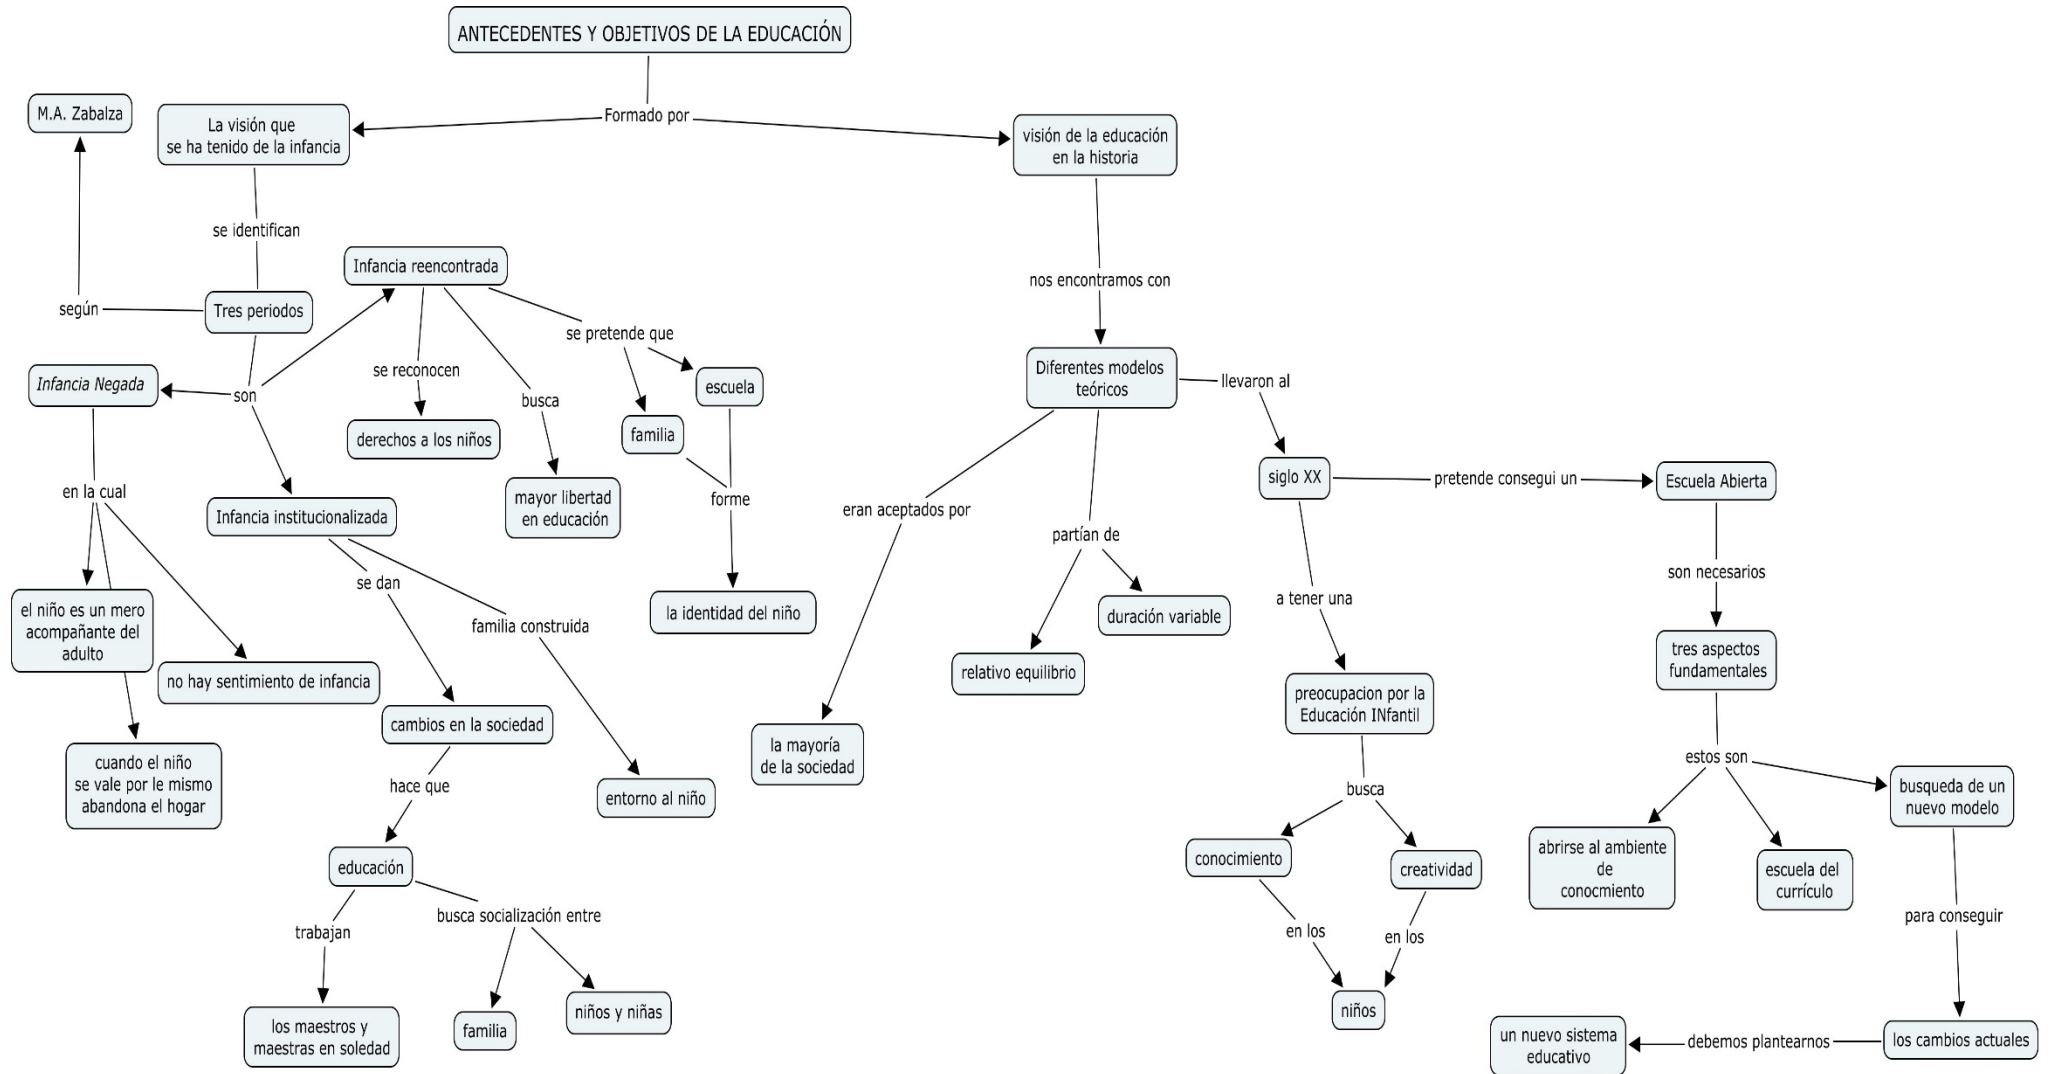 ANTECEDENTES Y OBJETIVOS DE LA EDUCACIÓN
Formado por
M.A. Zabalza
La visión que
se ha tenido de la infancia
visión de la educación
en la historia
se identifican
según
Tres periodos
son
Infancia Negada
en la cual
el niño es un mero
acompañante del
adulto
no hay sentimiento de infancia
cuando el niño
se vale por le mismo
abandona el hogar
Infancia institucionalizada
se dan
familia construida
cambios en la sociedad
entorno al niño
hace que
educación
trabajan
busca socialización entre
los maestros y
maestras en soledad
familia
niños y niñas
Infancia reencontrada
se reconocen
derechos a los niños
busca
mayor libertad
en educación
se pretende que
familia
escuela
forme
la identidad del niño
nos encontramos con
Diferentes modelos
teóricos
eran aceptados por
la mayoría
de la sociedad
partían de
relativo equilibrio
duración variable
llevaron al
siglo XX
a tener una
preocupacion por la
Educación INfantil
busca
conocimiento
creatividad
en los
en los
niños
pretende consegui un
Escuela Abierta
son necesarios
tres aspectos
fundamentales
estos son
abrirse al ambiente
de
conocmiento
escuela del
currículo
busqueda de un
nuevo modelo
para conseguir
los cambios actuales
debemos plantearnos
un nuevo sistema
educativo